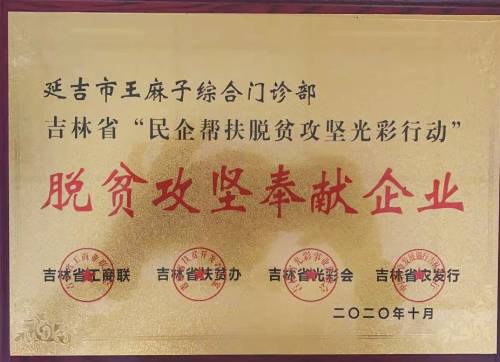 延吉市王麻子综合门诊部
吉林省“民企帮扶脱贫攻坚光彩行动”
脱贫攻坚奉献企业
吉林省工商联 吉林省扶贫办 吉林省光彩会 吉林省农发行
二〇二〇年十月